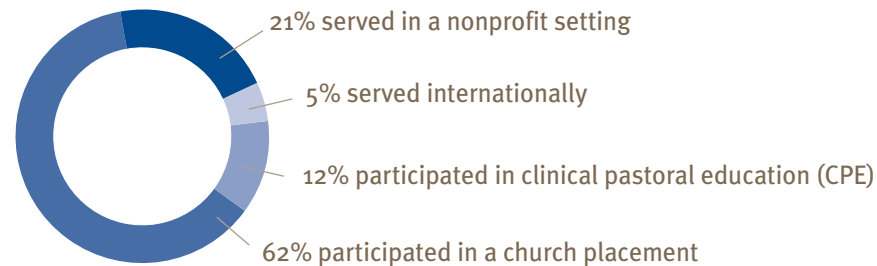 21% served in a nonprofit setting
5% served internationally
12% participated in clinical pastoral education (CPE)
62% participated in a church placement